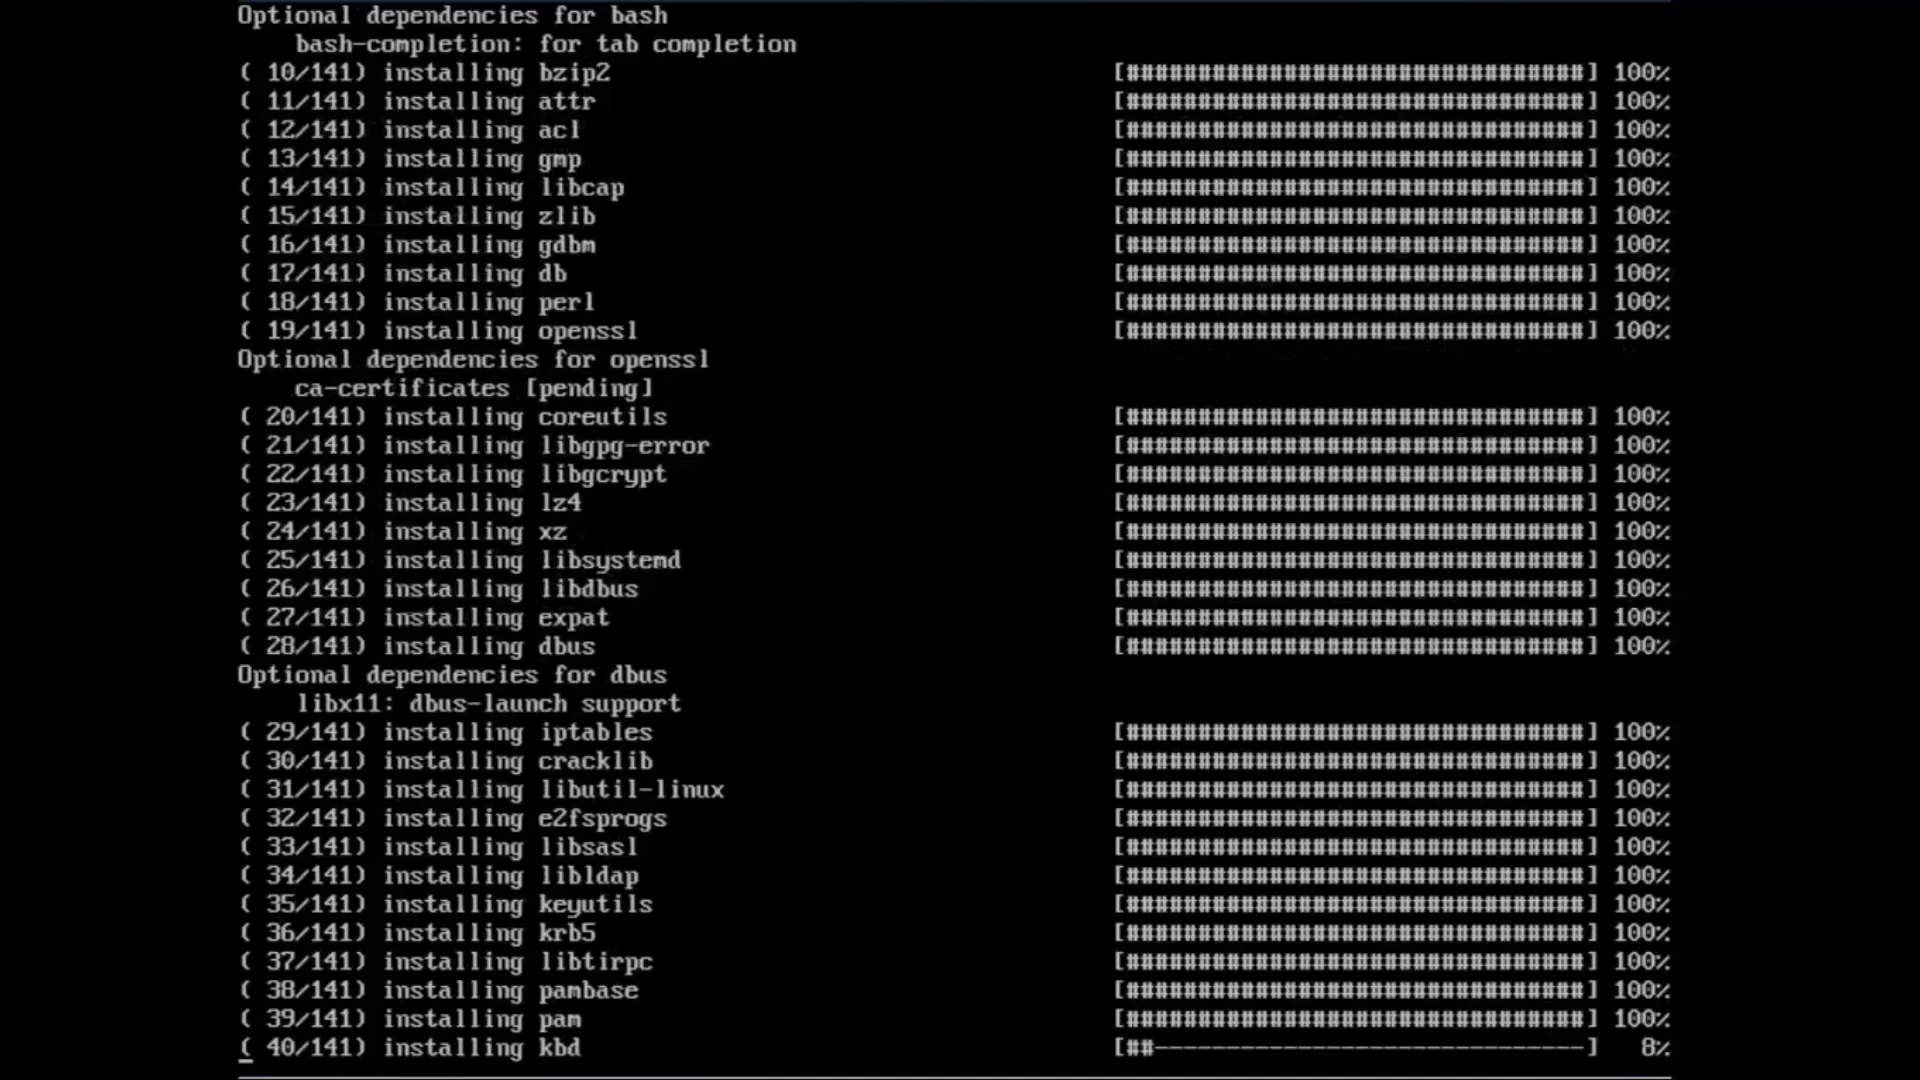 Optional dependencies for bash
    bash-completion: for tab completion
( 10/141) installing bzip2 [################################] 100%
( 11/141) installing attr [################################] 100%
( 12/141) installing acl [################################] 100%
( 13/141) installing gmp [################################] 100%
( 14/141) installing libcap [################################] 100%
( 15/141) installing zlib [################################] 100%
( 16/141) installing gdbm [################################] 100%
( 17/141) installing db [################################] 100%
( 18/141) installing perl [################################] 100%
( 19/141) installing openssl [################################] 100%
Optional dependencies for openssl
    ca-certificates [pending]
( 20/141) installing coreutils [################################] 100%
( 21/141) installing libgpg-error [################################] 100%
( 22/141) installing libgcrypt [################################] 100%
( 23/141) installing lz4 [################################] 100%
( 24/141) installing xz [################################] 100%
( 25/141) installing libsystemd [################################] 100%
( 26/141) installing libdbus [################################] 100%
( 27/141) installing expat [################################] 100%
( 28/141) installing dbus [################################] 100%
Optional dependencies for dbus
    libx11: dbus-launch support
( 29/141) installing iptables [################################] 100%
( 30/141) installing cracklib [################################] 100%
( 31/141) installing libutil-linux [################################] 100%
( 32/141) installing e2fsprogs [################################] 100%
( 33/141) installing libsasl [################################] 100%
( 34/141) installing libldap [################################] 100%
( 35/141) installing keyutils [################################] 100%
( 36/141) installing krb5 [################################] 100%
( 37/141) installing libtirpc [################################] 100%
( 38/141) installing pambase [################################] 100%
( 39/141) installing pam [################################] 100%
( 40/141) installing kbd [##------------------------------] 8%